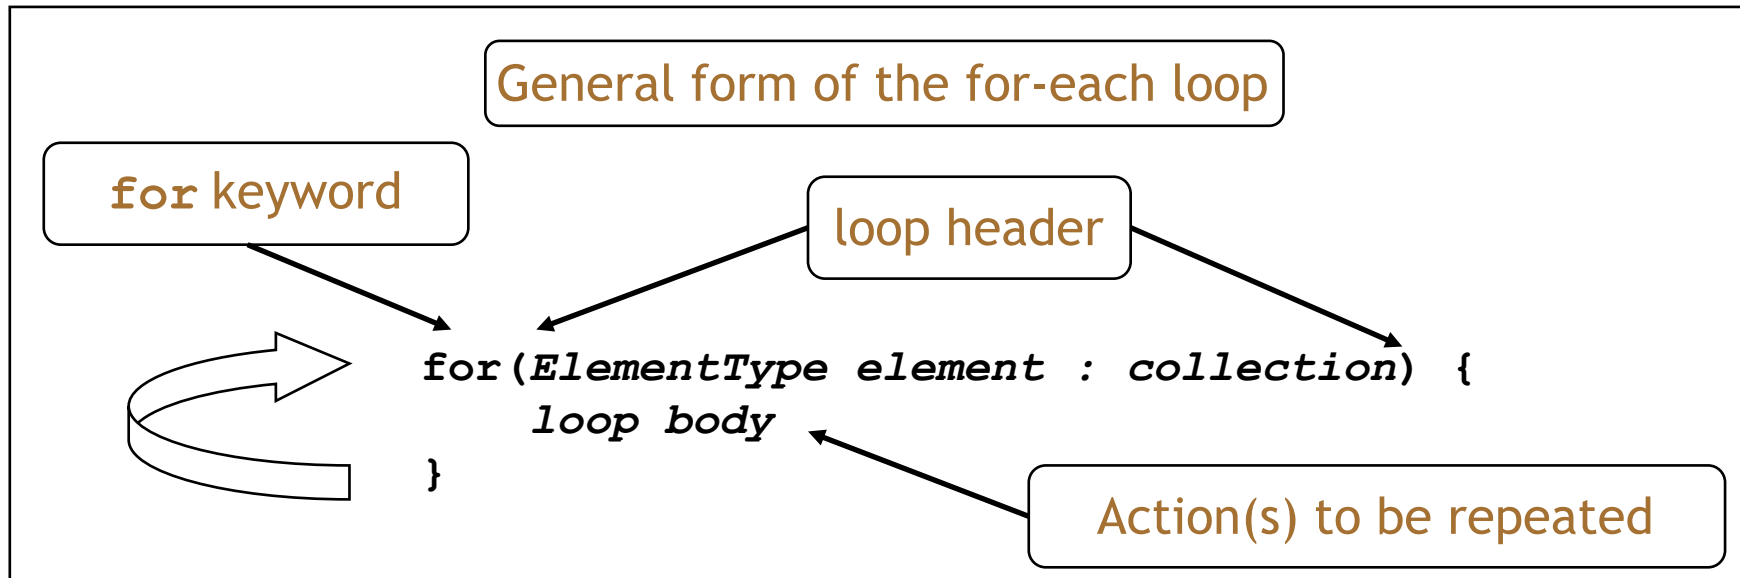 General form of the for-each loop
for keyword
loop header
for(ElementType element : collection) {
loop body
}
Action(s) to be repeated